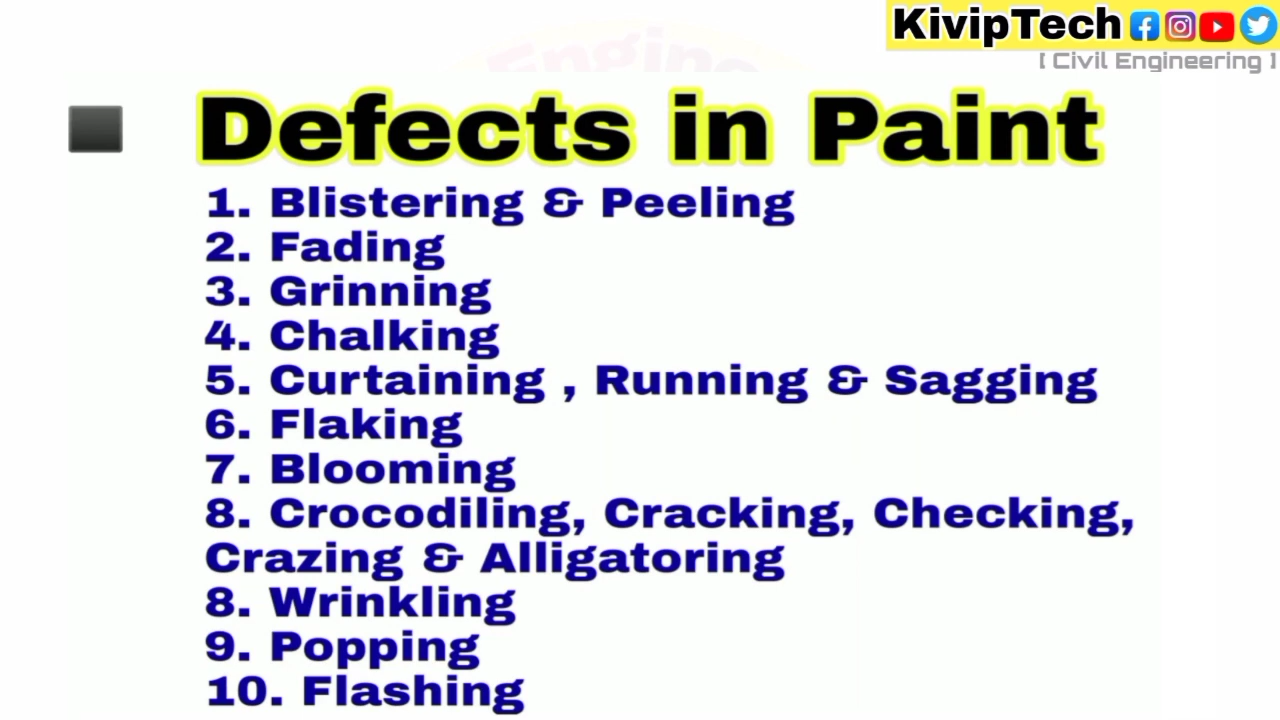 KivipTech
[ Civil Engineering ]
Engine
Defects in Paint
1. Blistering & Peeling
2. Fading
3. Grinning
4. Chalking
5. Curtaining , Running & Sagging
6. Flaking
7. Blooming
8. Crocodiling, Cracking, Checking,
Crazing & Alligatoring
8. Wrinkling
9. Popping
10. Flashing